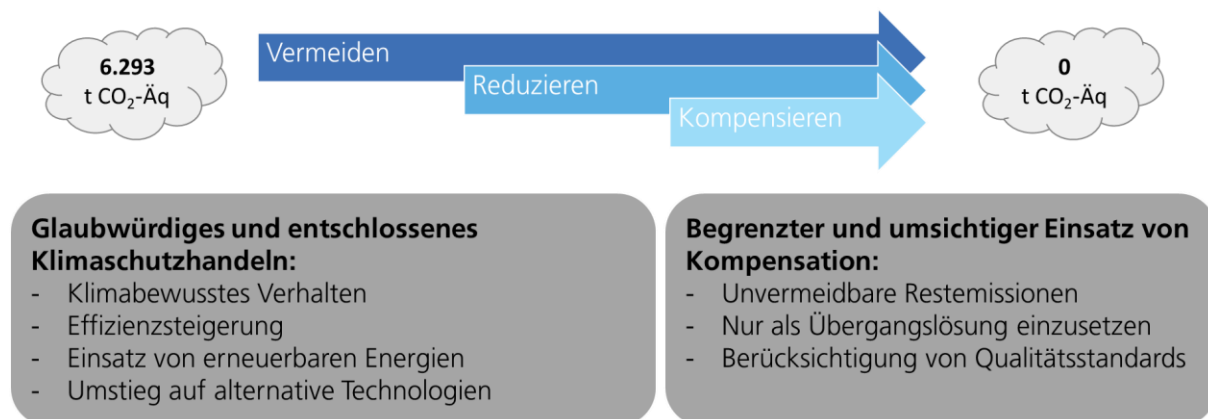 6.293
t CO₂-Äq
Vermeiden
Reduzieren
Kompensieren
0
t CO₂-Äq
Glaubwürdiges und entschlossenes
Klimaschutzhandeln:
- Klimabewusstes Verhalten
- Effizienzsteigerung
- Einsatz von erneuerbaren Energien
- Umstieg auf alternative Technologien
Begrenzter und umsichtiger Einsatz von
Kompensation:
- Unvermeidbare Restemissionen
- Nur als Übergangslösung einzusetzen
- Berücksichtigung von Qualitätsstandards